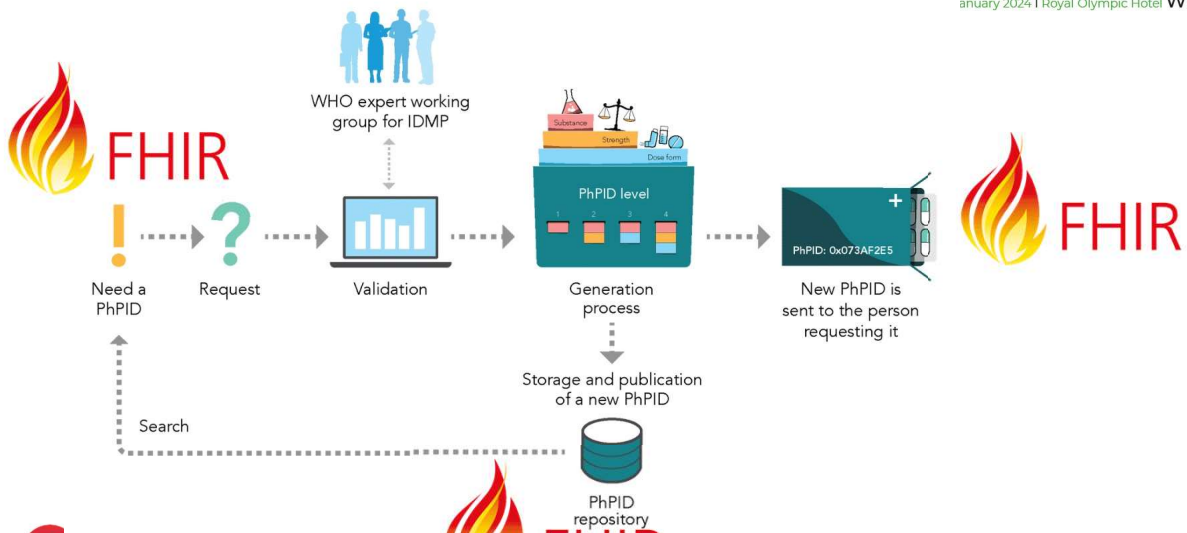 anuary 2024 I Royal Olympic Hotel
FHIR
WHO expert working
group for IDMP
Substance
Strength
Dose form
PhPID level
1 2 3 4
PhPID: 0x073AF2E5
FHIR
Need a
PhPID
Request
Validation
Generation
process
New PhPID is
sent to the person
requesting it
Storage and publication
of a new PhPID
Search
PhPID
repository
FHIR